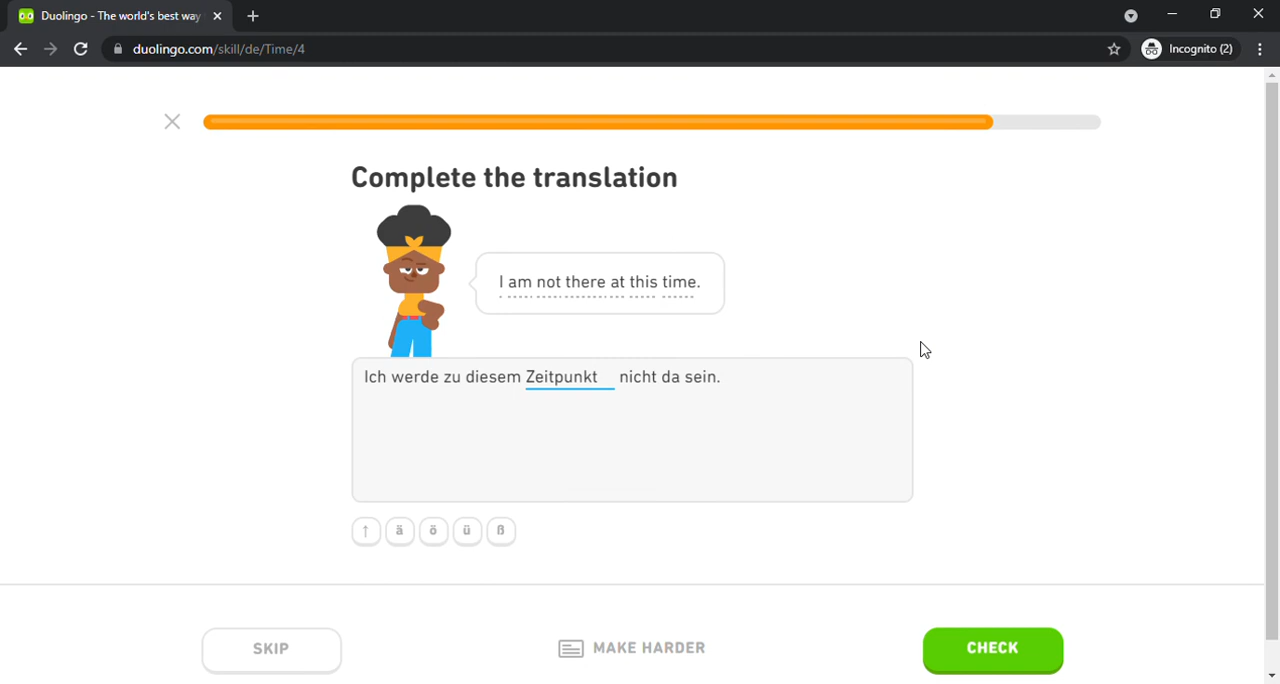 Duolingo - The world's best way
duolingo.com/skill/de/Time/4
Incognito (2)
Complete the translation
I am not there at this time.
Ich werde zu diesem Zeitpunkt nicht da sein.
↑ ä ö ü ß
SKIP
MAKE HARDER
CHECK